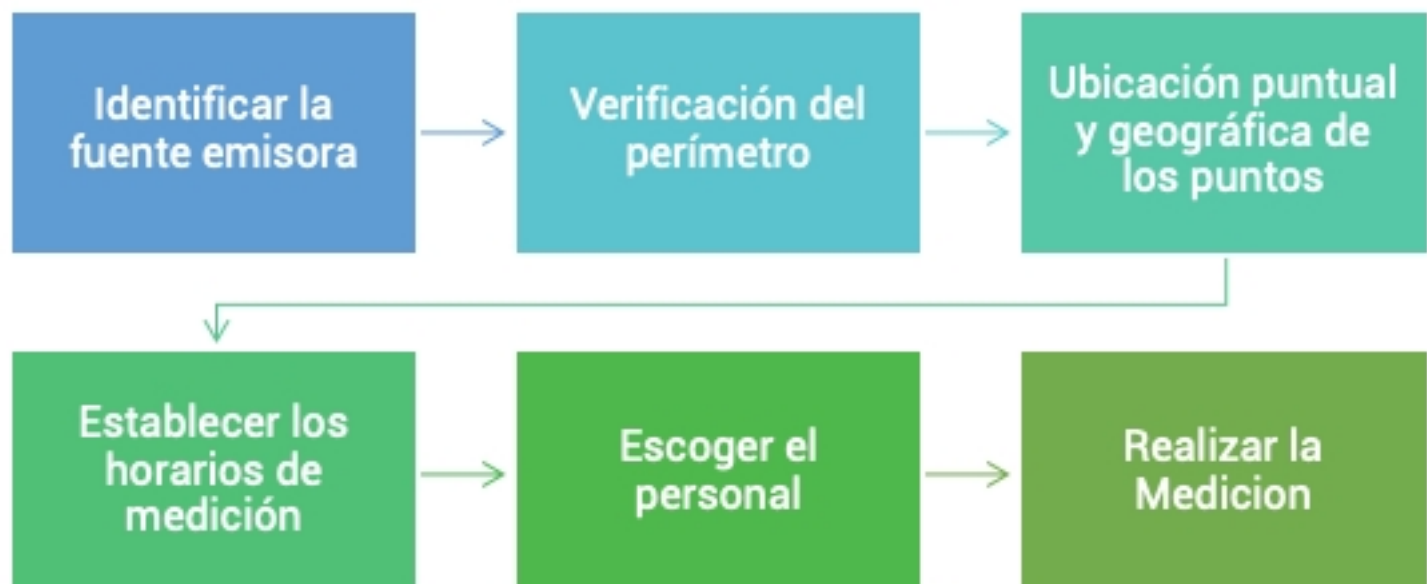 Identificar la
fuente emisora
Verificación del
perímetro
Ubicación puntual
y geográfica de
los puntos
Establecer los
horarios de
medición
Escoger el
personal
Realizar la
Medicion